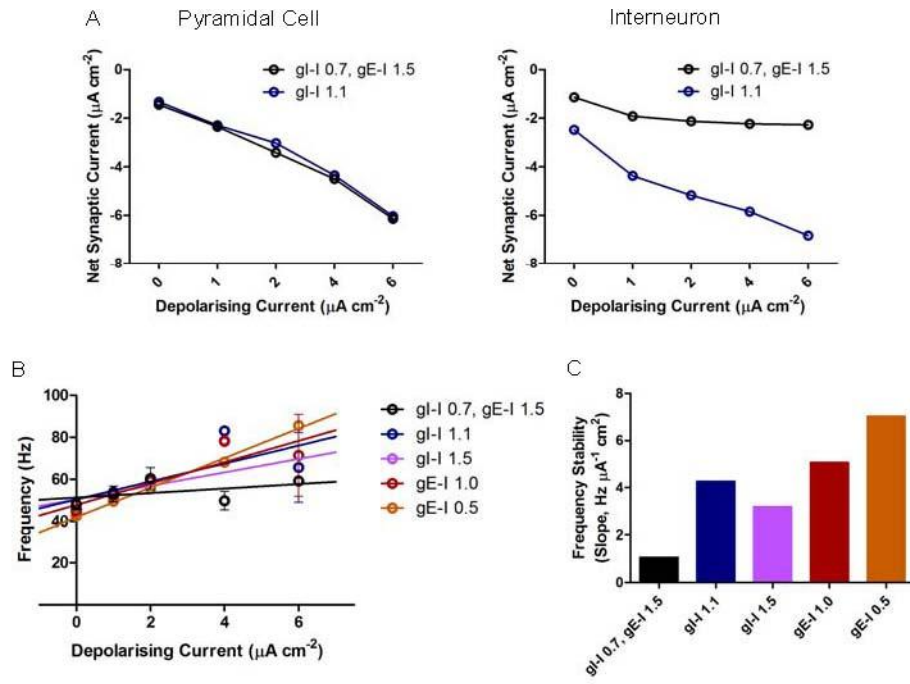 A
Pyramidal Cell
Interneuron
gI-I 0.7, gE-I 1.5
gI-I 1.1
0
-2
-4
-6
-8
Net Synaptic Current (μA cm-2)
0 1 2 4 6
Depolarising Current (μA cm-2)
gI-I 0.7, gE-I 1.5
gI-I 1.1
0
-2
-4
-6
-8
Net Synaptic Current (μA cm-2)
0 1 2 4 6
Depolarising Current (μA cm-2)
B
100
80
60
40
20
Frequency (Hz)
0 2 4 6
Depolarising Current (μA cm-2)
gI-I 0.7, gE-I 1.5
gI-I 1.1
gI-I 1.5
gE-I 1.0
gE-I 0.5
C
8
6
4
2
0
Frequency Stability
(Slope, Hz μA-1 cm2)
gI-I 0.7, gE-I 1.5
gI-I 1.1
gI-I 1.5
gE-I 1.0
gE-I 0.5